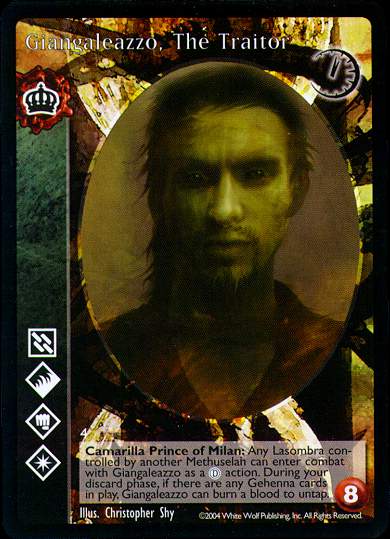 Giangaleazzo, The Traitor
4
Camarilla Prince of Milan: Any Lasombra con-
trolled by another Methuselah can enter combat
with Giangaleazzo as a Ⓓ action. During your
discard phase, if there are any Gehenna cards
in play, Giangaleazzo can burn a blood to untap.
8
Illus. Christopher Shy
©2004 White Wolf Publishing, Inc. All Rights Reserved.